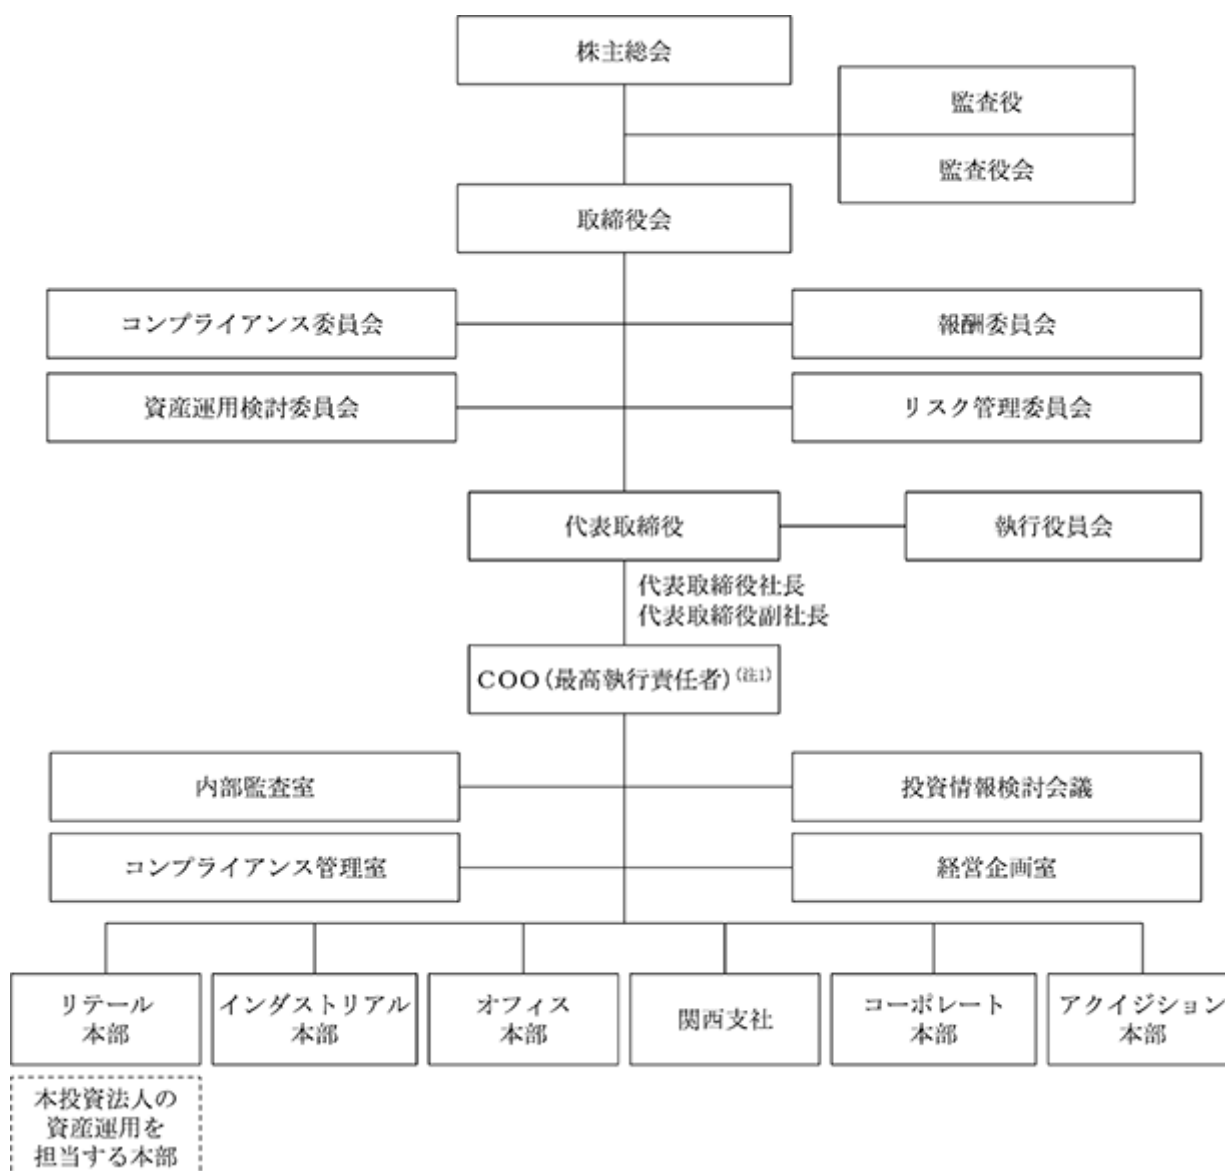 株主総会
監査役
監査役会
取締役会
コンプライアンス委員会
報酬委員会
資産運用検討委員会
リスク管理委員会
代表取締役
執行役員会
代表取締役社長
代表取締役副社長
COO(最高執行責任者)(注1)
内部監査室
投資情報検討会議
コンプライアンス管理室
経営企画室
リテール
本部
インダストリアル
本部
オフィス
本部
関西支社
コーポレート
本部
アクイジション
本部
本投資法人の
資産運用を
担当する本部